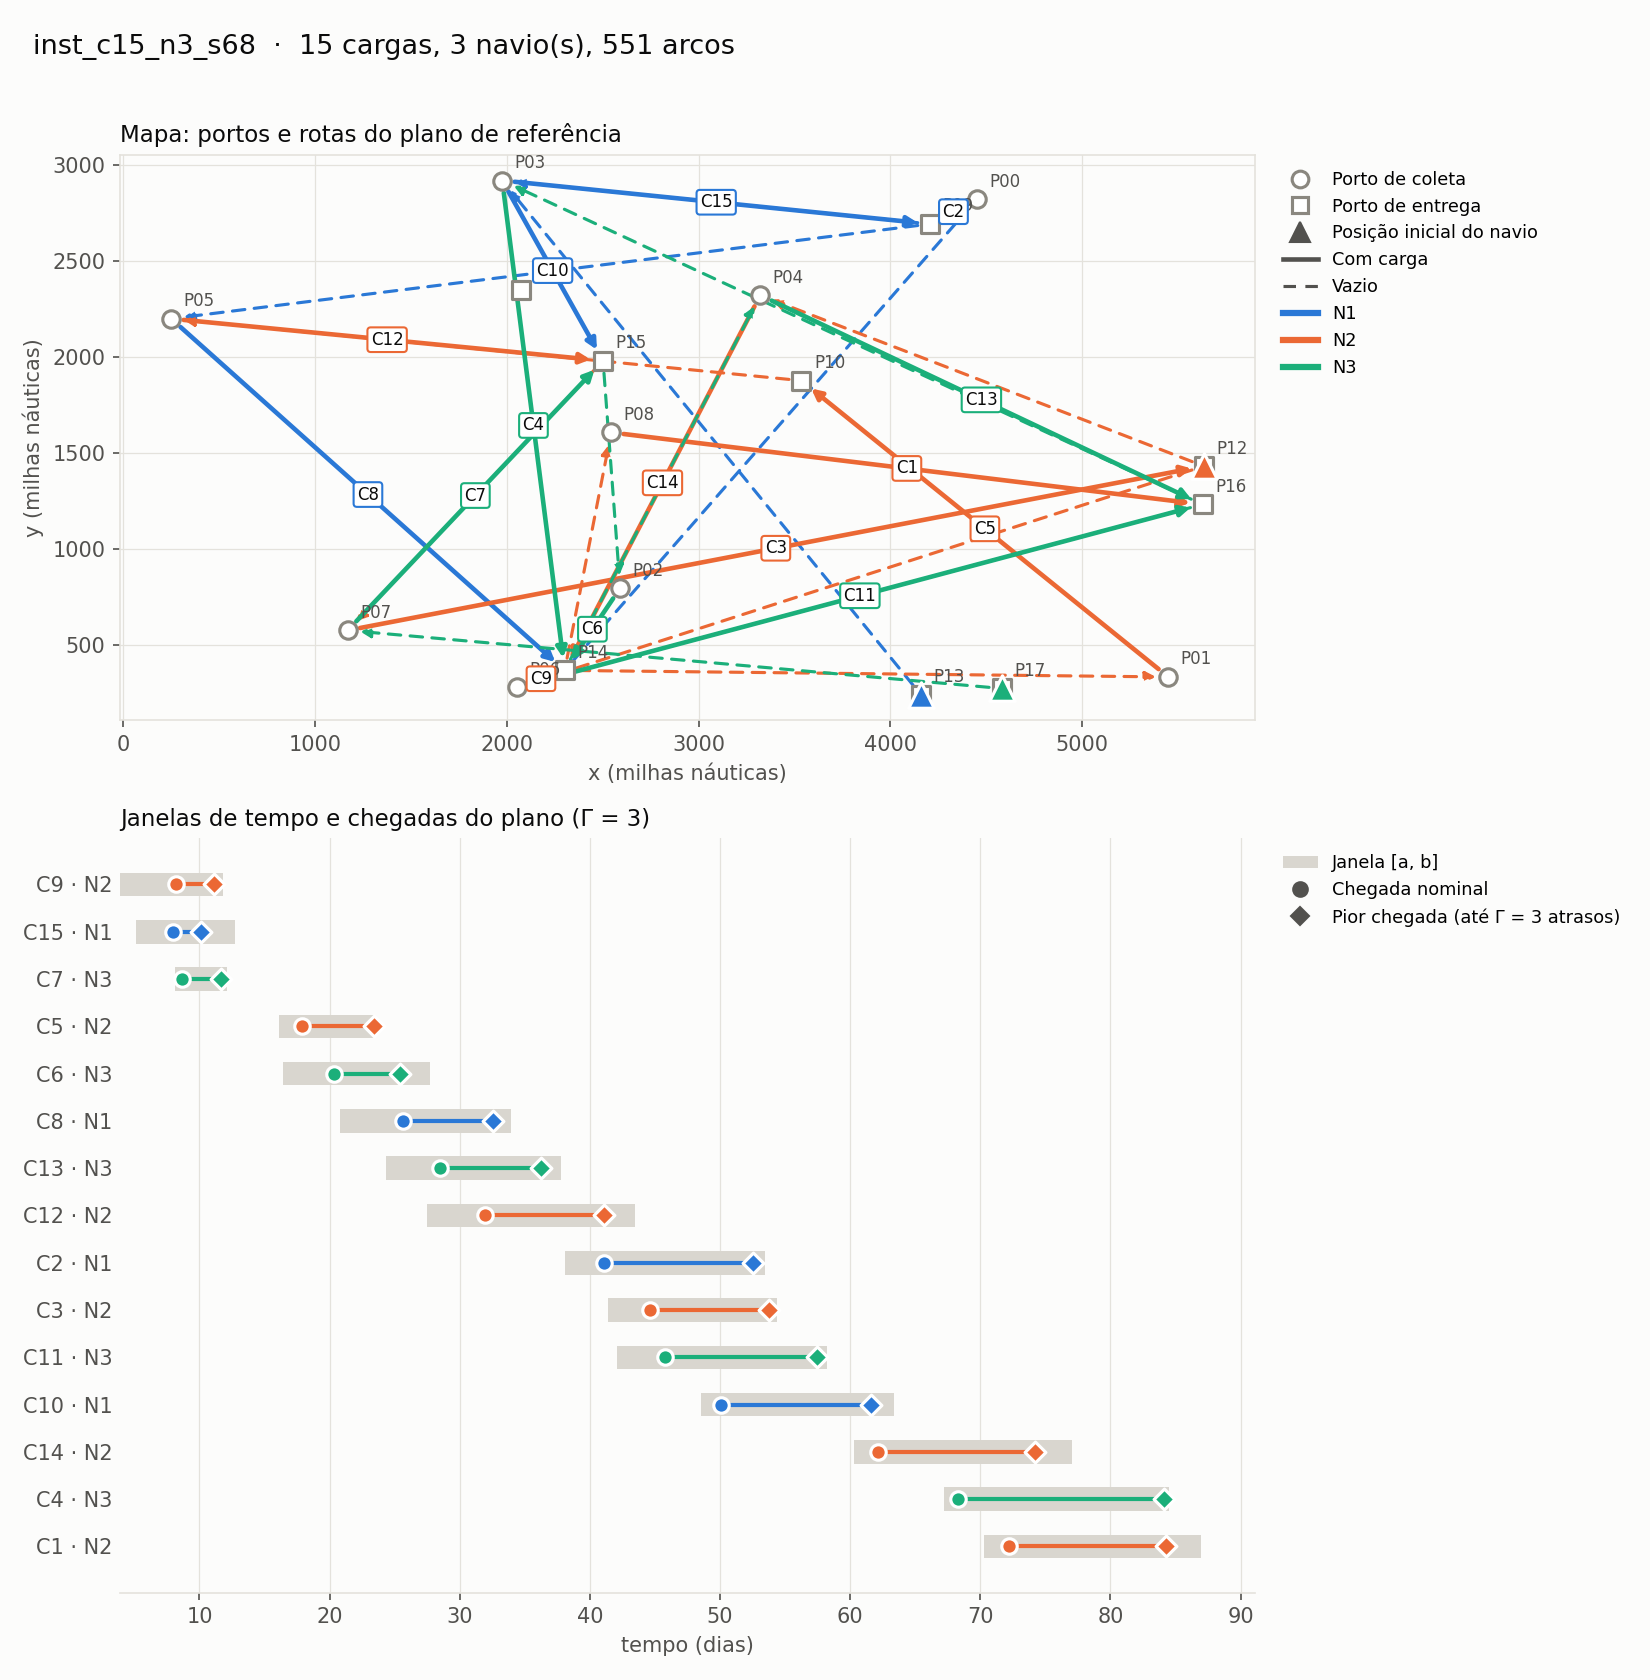 inst_c15_n3_s68  ·  15 cargas, 3 navio(s), 551 arcos
Mapa: portos e rotas do plano de referência
y (milhas náuticas)
3000
2500
2000
1500
1000
500
0
1000
2000
3000
4000
5000
x (milhas náuticas)
P03
P00
P05
P04
P15
P10
P08
P12
P16
P02
P07
P14
P13
P17
P01
C15
C2
C10
C12
C13
C4
C1
C14
C8
C7
C5
C3
C11
C6
C9
Porto de coleta
Porto de entrega
Posição inicial do navio
Com carga
Vazio
N1
N2
N3
Janelas de tempo e chegadas do plano (Γ = 3)
C9 · N2
C15 · N1
C7 · N3
C5 · N2
C6 · N3
C8 · N1
C13 · N3
C12 · N2
C2 · N1
C3 · N2
C11 · N3
C10 · N1
C14 · N2
C4 · N3
C1 · N2
10
20
30
40
50
60
70
80
90
tempo (dias)
Janela [a, b]
Chegada nominal
Pior chegada (até Γ = 3 atrasos)